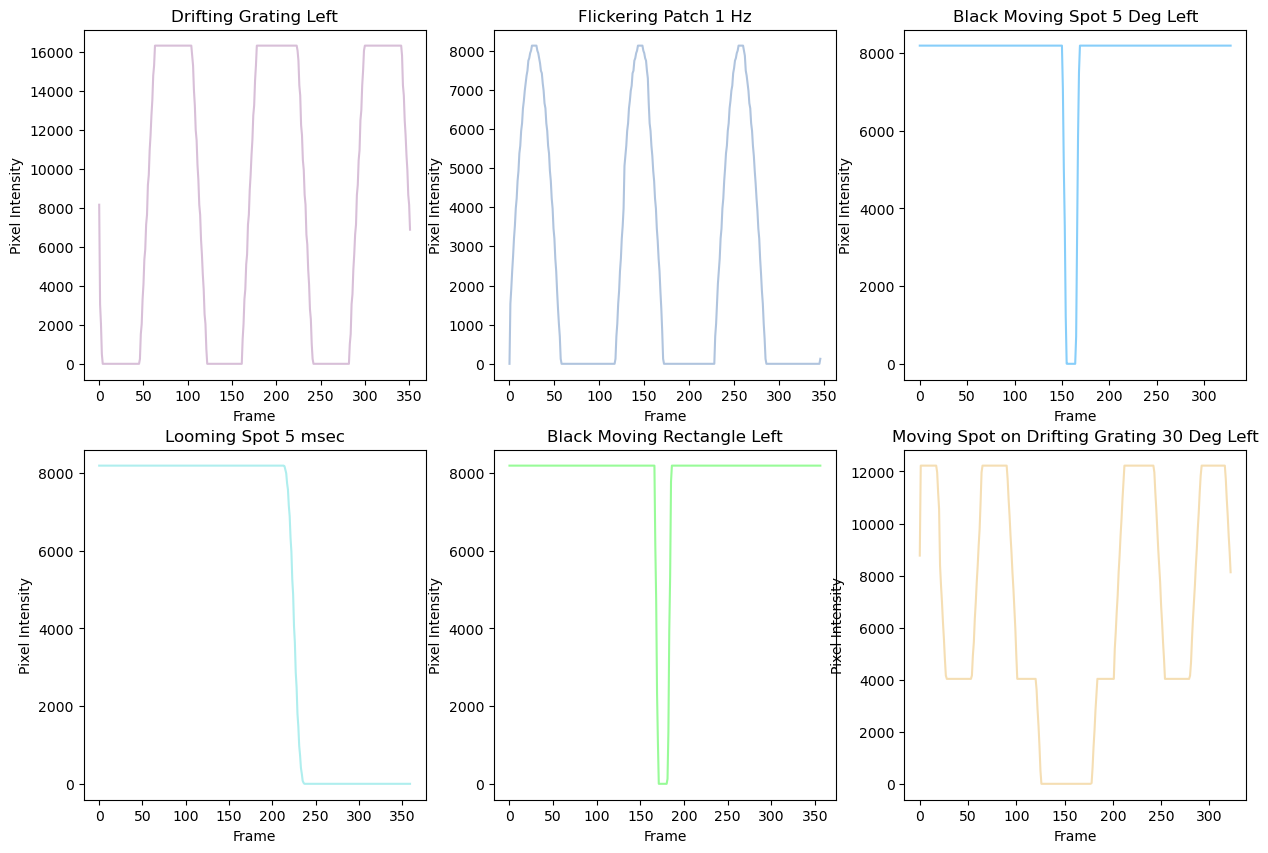 Drifting Grating Left
Flickering Patch 1 Hz
Black Moving Spot 5 Deg Left
Pixel Intensity
16000
14000
12000
10000
8000
6000
4000
2000
0
0 50 100 150 200 250 300 350
Frame
Pixel Intensity
8000
7000
6000
5000
4000
3000
2000
1000
0
0 50 100 150 200 250 300 350
Frame
Pixel Intensity
8000
6000
4000
2000
0
0 50 100 150 200 250 300
Frame
Looming Spot 5 msec
Black Moving Rectangle Left
Moving Spot on Drifting Grating 30 Deg Left
Pixel Intensity
8000
6000
4000
2000
0
0 50 100 150 200 250 300 350
Frame
Pixel Intensity
8000
6000
4000
2000
0
0 50 100 150 200 250 300 350
Frame
Pixel Intensity
12000
10000
8000
6000
4000
2000
0
0 50 100 150 200 250 300
Frame